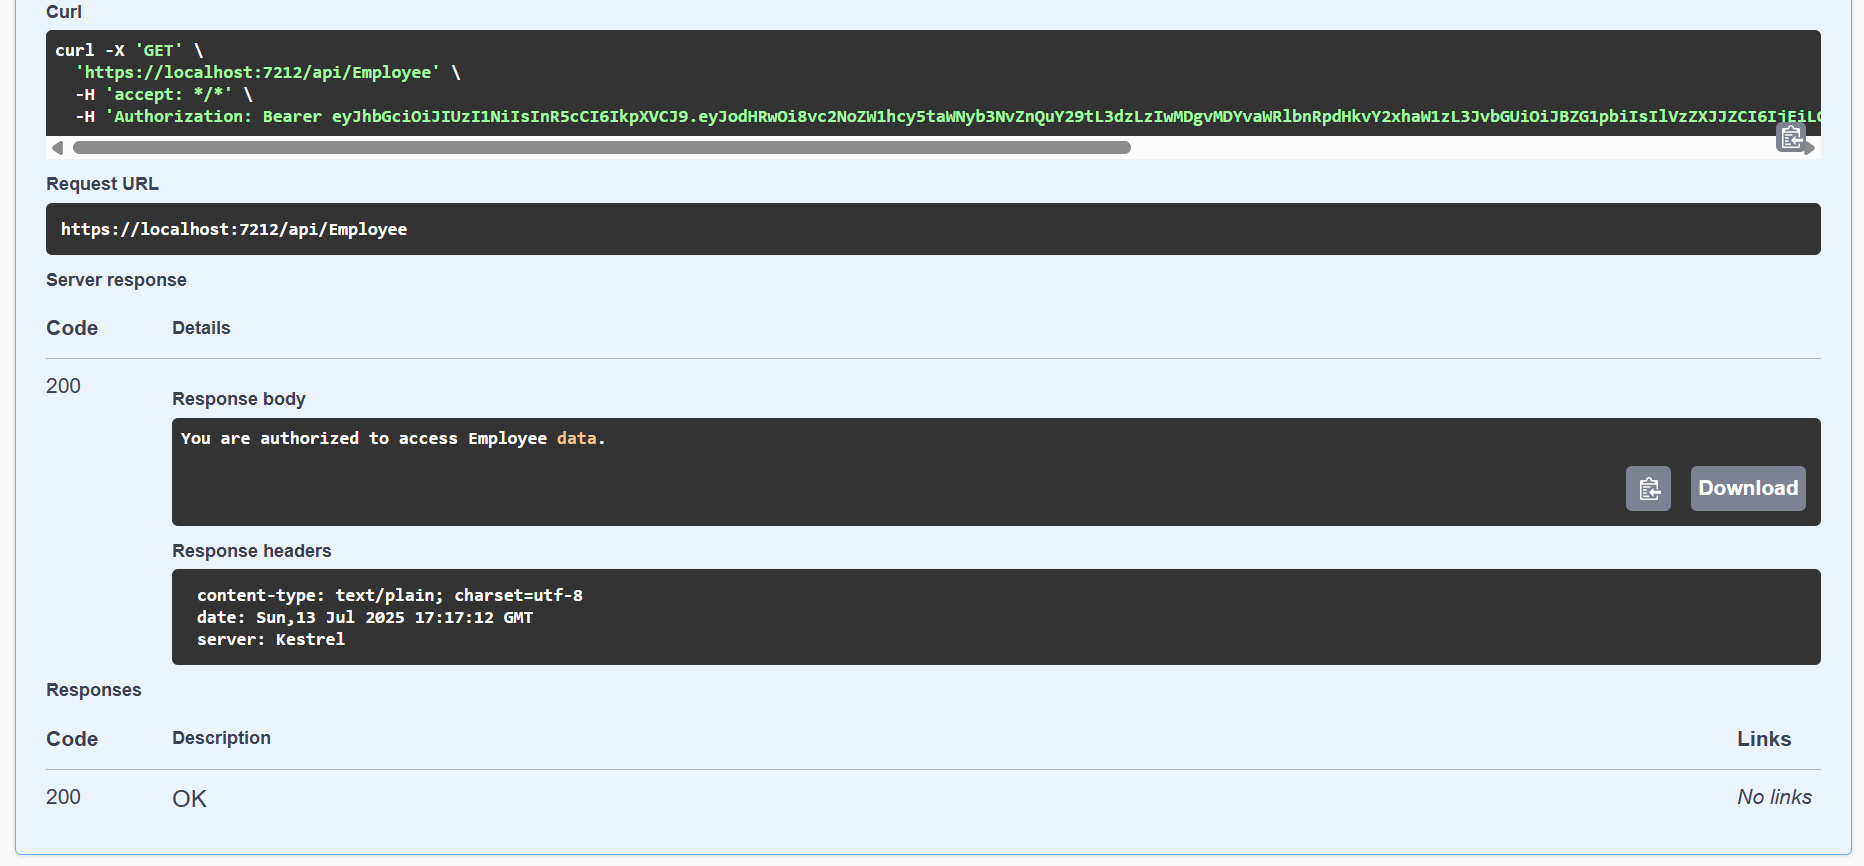 Curl
curl -X 'GET' \
'https://localhost:7212/api/Employee' \
-H 'accept: */*' \
-H 'Authorization: Bearer eyJhbGciOiJIUzI1NiIsInR5cCI6IkpXVCJ9.eyJodHRwOi8vc2NoZW1hcy5taWNyb3NvZnQuY29tL3dzLzIwMDgvMDYvaWRlbnRpdHkvY2xhaW1zL3JvbGUiOiJBZG1pbiIsIlVzZXJJZCI6IjEiLC
Request URL
https://localhost:7212/api/Employee
Server response
Code Details
200
Response body
You are authorized to access Employee data.
Download
Response headers
content-type: text/plain; charset=utf-8
date: Sun,13 Jul 2025 17:17:12 GMT
server: Kestrel
Responses
Code Description Links
200 OK No links